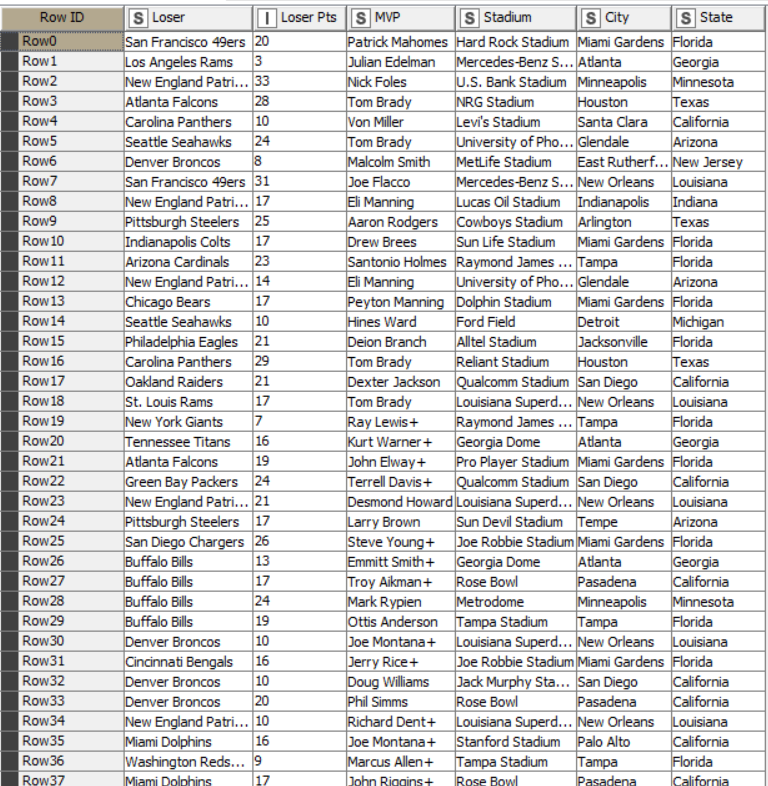 Row ID S Loser I Loser Pts S MVP S Stadium S City S State
Row0 San Francisco 49ers 20 Patrick Mahomes Hard Rock Stadium Miami Gardens Florida
Row1 Los Angeles Rams 3 Julian Edelman Mercedes-Benz S... Atlanta Georgia
Row2 New England Patri... 33 Nick Foles U.S. Bank Stadium Minneapolis Minnesota
Row3 Atlanta Falcons 28 Tom Brady NRG Stadium Houston Texas
Row4 Carolina Panthers 10 Von Miller Levi's Stadium Santa Clara California
Row5 Seattle Seahawks 24 Tom Brady University of Pho... Glendale Arizona
Row6 Denver Broncos 8 Malcolm Smith MetLife Stadium East Rutherf... New Jersey
Row7 San Francisco 49ers 31 Joe Flacco Mercedes-Benz S... New Orleans Louisiana
Row8 New England Patri... 17 Eli Manning Lucas Oil Stadium Indianapolis Indiana
Row9 Pittsburgh Steelers 25 Aaron Rodgers Cowboys Stadium Arlington Texas
Row10 Indianapolis Colts 17 Drew Brees Sun Life Stadium Miami Gardens Florida
Row11 Arizona Cardinals 23 Santonio Holmes Raymond James ... Tampa Florida
Row12 New England Patri... 14 Eli Manning University of Pho... Glendale Arizona
Row13 Chicago Bears 17 Peyton Manning Dolphin Stadium Miami Gardens Florida
Row14 Seattle Seahawks 10 Hines Ward Ford Field Detroit Michigan
Row15 Philadelphia Eagles 21 Deion Branch Alltel Stadium Jacksonville Florida
Row16 Carolina Panthers 29 Tom Brady Reliant Stadium Houston Texas
Row17 Oakland Raiders 21 Dexter Jackson Qualcomm Stadium San Diego California
Row18 St. Louis Rams 17 Tom Brady Louisiana Superd... New Orleans Louisiana
Row19 New York Giants 7 Ray Lewis+ Raymond James ... Tampa Florida
Row20 Tennessee Titans 16 Kurt Warner+ Georgia Dome Atlanta Georgia
Row21 Atlanta Falcons 19 John Elway+ Pro Player Stadium Miami Gardens Florida
Row22 Green Bay Packers 24 Terrell Davis+ Qualcomm Stadium San Diego California
Row23 New England Patri... 21 Desmond Howard Louisiana Superd... New Orleans Louisiana
Row24 Pittsburgh Steelers 17 Larry Brown Sun Devil Stadium Tempe Arizona
Row25 San Diego Chargers 26 Steve Young+ Joe Robbie Stadium Miami Gardens Florida
Row26 Buffalo Bills 13 Emmitt Smith+ Georgia Dome Atlanta Georgia
Row27 Buffalo Bills 17 Troy Aikman+ Rose Bowl Pasadena California
Row28 Buffalo Bills 24 Mark Rypien Metrodome Minneapolis Minnesota
Row29 Buffalo Bills 19 Ottis Anderson Tampa Stadium Tampa Florida
Row30 Denver Broncos 10 Joe Montana+ Louisiana Superd... New Orleans Louisiana
Row31 Cincinnati Bengals 16 Jerry Rice+ Joe Robbie Stadium Miami Gardens Florida
Row32 Denver Broncos 10 Doug Williams Jack Murphy Sta... San Diego California
Row33 Denver Broncos 20 Phil Simms Rose Bowl Pasadena California
Row34 New England Patri... 10 Richard Dent+ Louisiana Superd... New Orleans Louisiana
Row35 Miami Dolphins 16 Joe Montana+ Stanford Stadium Palo Alto California
Row36 Washington Reds... 9 Marcus Allen+ Tampa Stadium Tampa Florida
Row37 Miami Dolphins 17 John Riggins+ Rose Bowl Pasadena California